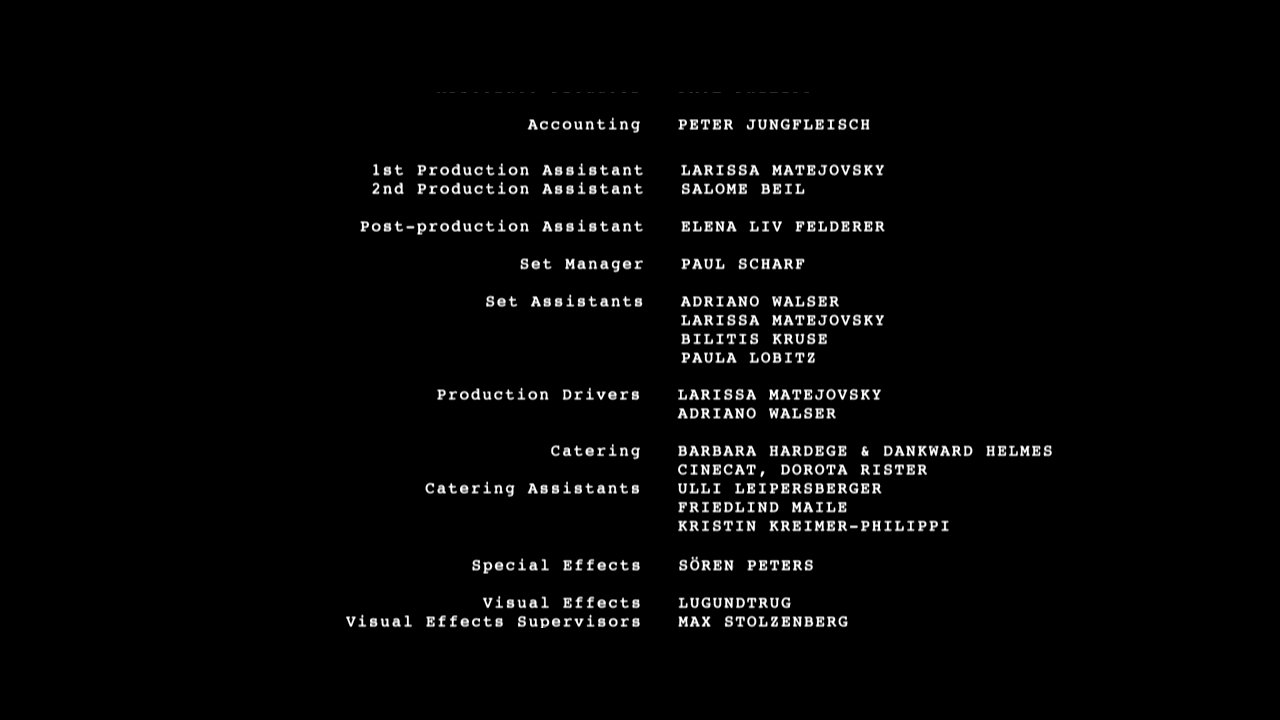 Accounting PETER JUNGFLEISCH
1st Production Assistant LARISSA MATEJOVSKY
2nd Production Assistant SALOME BEIL
Post-production Assistant ELENA LIV FELDERER
Set Manager PAUL SCHARF
Set Assistants ADRIANO WALSER
LARISSA MATEJOVSKY
BILITIS KRUSE
PAULA LOBITZ
Production Drivers LARISSA MATEJOVSKY
ADRIANO WALSER
Catering BARBARA HARDEGE & DANKWARD HELMES
CINECAT, DOROTA RISTER
Catering Assistants ULLI LEIPERSBERGER
FRIEDLIND MAILE
KRISTIN KREIMER-PHILIPPI
Special Effects SÖREN PETERS
Visual Effects LUGUNDTRUG
Visual Effects Supervisors MAX STOLZENBERG